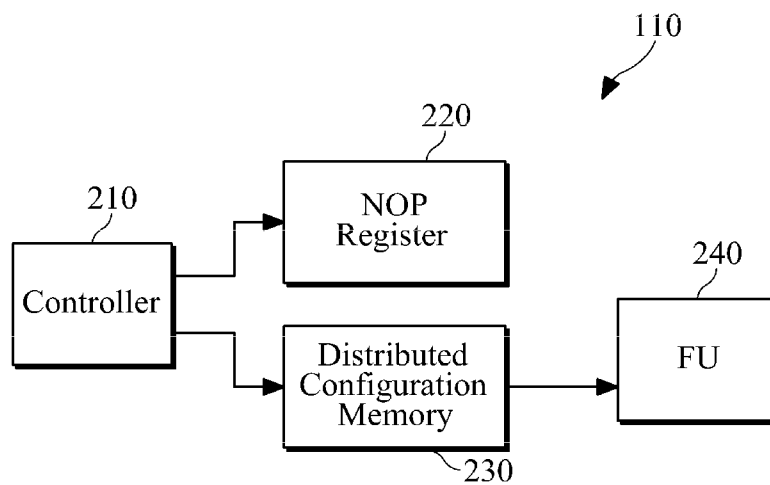 110
220
NOP
Register
210
Controller
240
FU
Distributed
Configuration
Memory
230